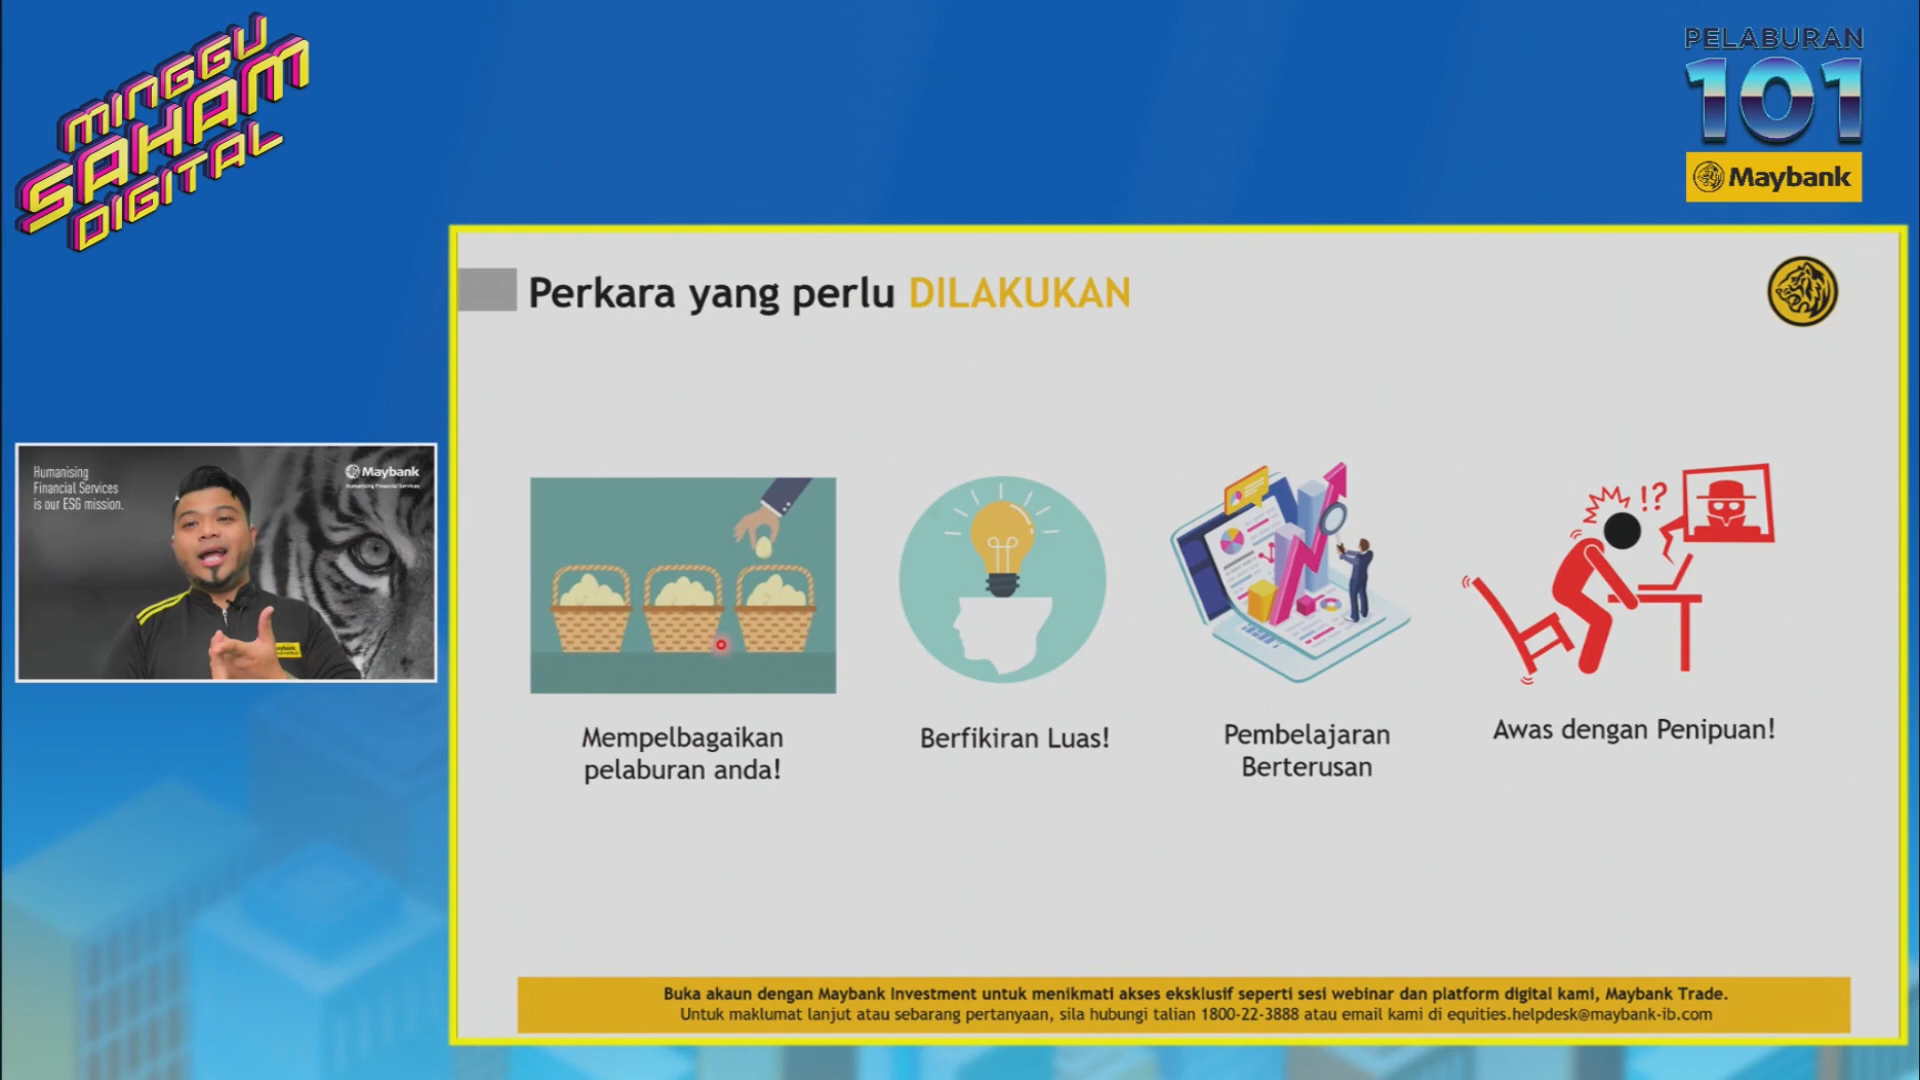 MINGGU
SAHAM
DIGITAL
PELABURAN
101
Maybank
Perkara yang perlu DILAKUKAN
Humanising
Financial Services
is our ESG mission.
Maybank
Humanising Financial Services
!?
Mempelbagaikan
pelaburan anda!
Berfikiran Luas!
Pembelajaran
Berterusan
Awas dengan Penipuan!
Buka akaun dengan Maybank Investment untuk menikmati akses eksklusif seperti sesi webinar dan platform digital kami, Maybank Trade.
Untuk maklumat lanjut atau sebarang pertanyaan, sila hubungi talian 1800-22-3888 atau email kami di equities.helpdesk@maybank-ib.com